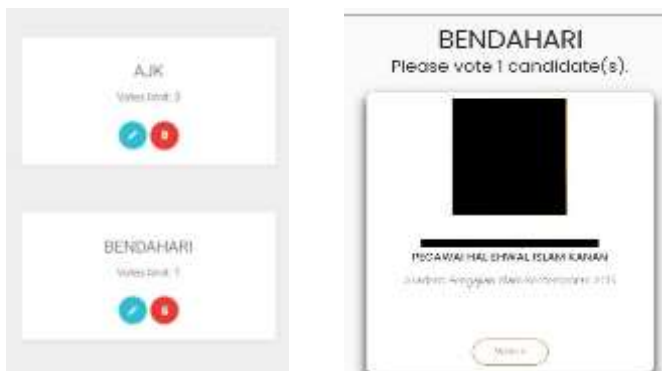 AJK
Votes limit: 3
BENDAHARI
Votes limit: 1
BENDAHARI
Please vote 1 candidate(s).
PEGAWAI HAL EHWAL ISLAM KANAN